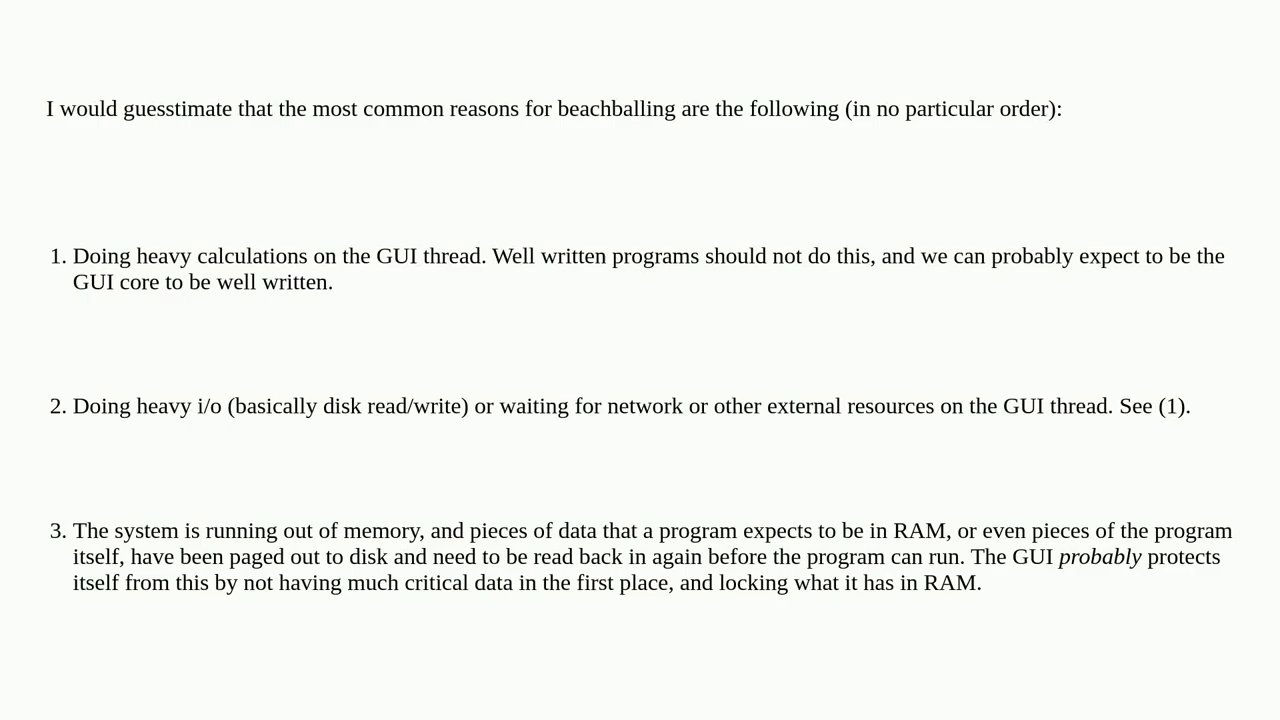 I would guesstimate that the most common reasons for beachballing are the following (in no particular order):
1. Doing heavy calculations on the GUI thread. Well written programs should not do this, and we can probably expect to be the
GUI core to be well written.
2. Doing heavy i/o (basically disk read/write) or waiting for network or other external resources on the GUI thread. See (1).
3. The system is running out of memory, and pieces of data that a program expects to be in RAM, or even pieces of the program
itself, have been paged out to disk and need to be read back in again before the program can run. The GUI probably protects
itself from this by not having much critical data in the first place, and locking what it has in RAM.